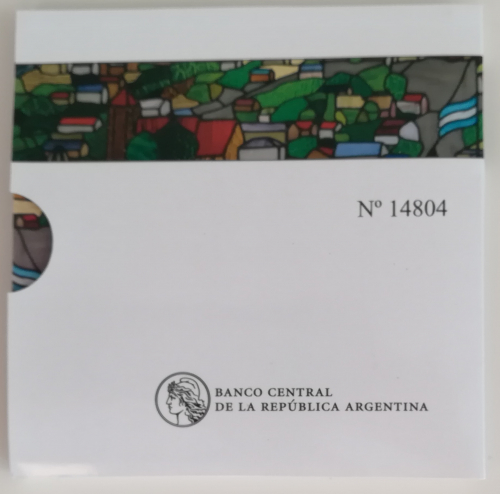 Nº 14804
BANCO CENTRAL
DE LA REPÚBLICA ARGENTINA